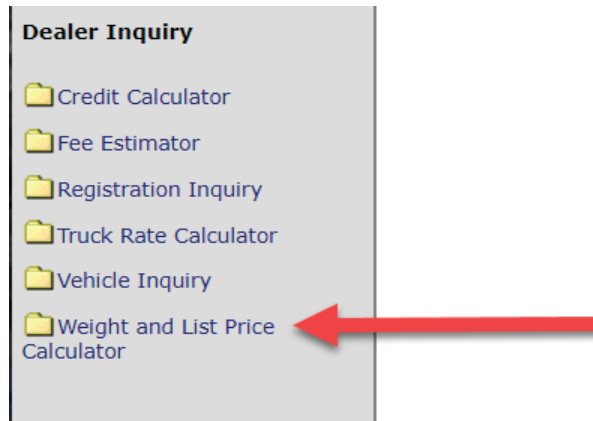 Dealer Inquiry
Credit Calculator
Fee Estimator
Registration Inquiry
Truck Rate Calculator
Vehicle Inquiry
Weight and List Price
Calculator